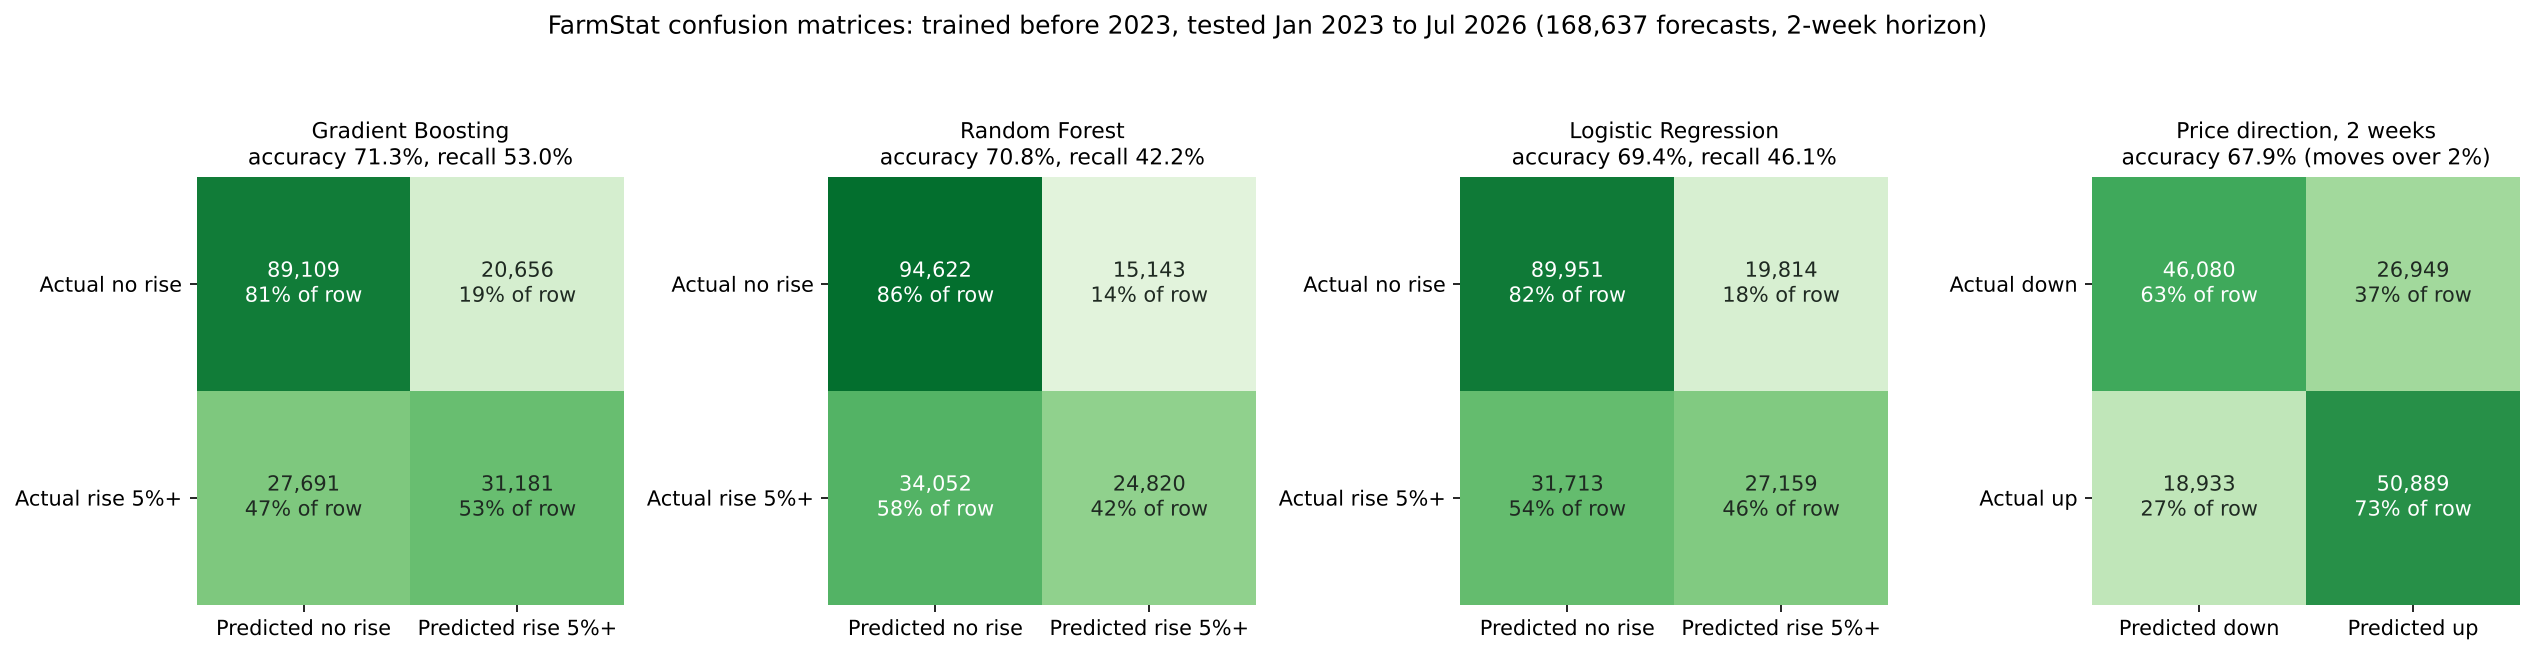 FarmStat confusion matrices: trained before 2023, tested Jan 2023 to Jul 2026 (168,637 forecasts, 2-week horizon)
Gradient Boosting
accuracy 71.3%, recall 53.0%
Actual no rise
89,109
81% of row
20,656
19% of row
Actual rise 5%+
27,691
47% of row
31,181
53% of row
Predicted no rise
Predicted rise 5%+
Random Forest
accuracy 70.8%, recall 42.2%
Actual no rise
94,622
86% of row
15,143
14% of row
Actual rise 5%+
34,052
58% of row
24,820
42% of row
Predicted no rise
Predicted rise 5%+
Logistic Regression
accuracy 69.4%, recall 46.1%
Actual no rise
89,951
82% of row
19,814
18% of row
Actual rise 5%+
31,713
54% of row
27,159
46% of row
Predicted no rise
Predicted rise 5%+
Price direction, 2 weeks
accuracy 67.9% (moves over 2%)
Actual down
46,080
63% of row
26,949
37% of row
Actual up
18,933
27% of row
50,889
73% of row
Predicted down
Predicted up